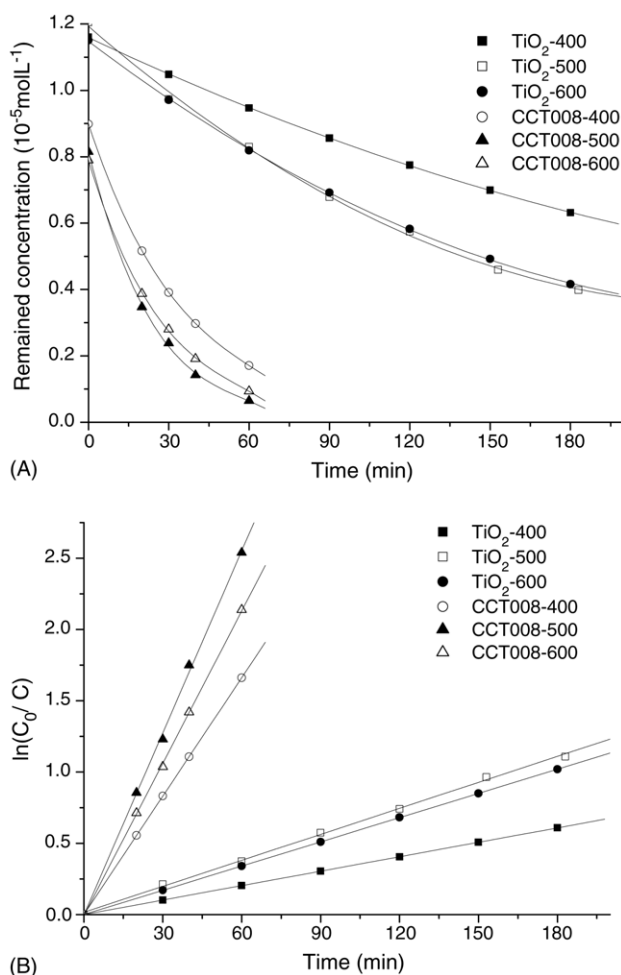 1.2
1.0
0.8
0.6
0.4
0.2
0.0
Remained concentration (10⁻⁵molL⁻¹)
TiO₂-400
TiO₂-500
TiO₂-600
CCT008-400
CCT008-500
CCT008-600
0 30 60 90 120 150 180
Time (min)
(A)
2.5
2.0
1.5
1.0
0.5
0.0
ln(C₀/ C)
TiO₂-400
TiO₂-500
TiO₂-600
CCT008-400
CCT008-500
CCT008-600
0 30 60 90 120 150 180
Time (min)
(B)